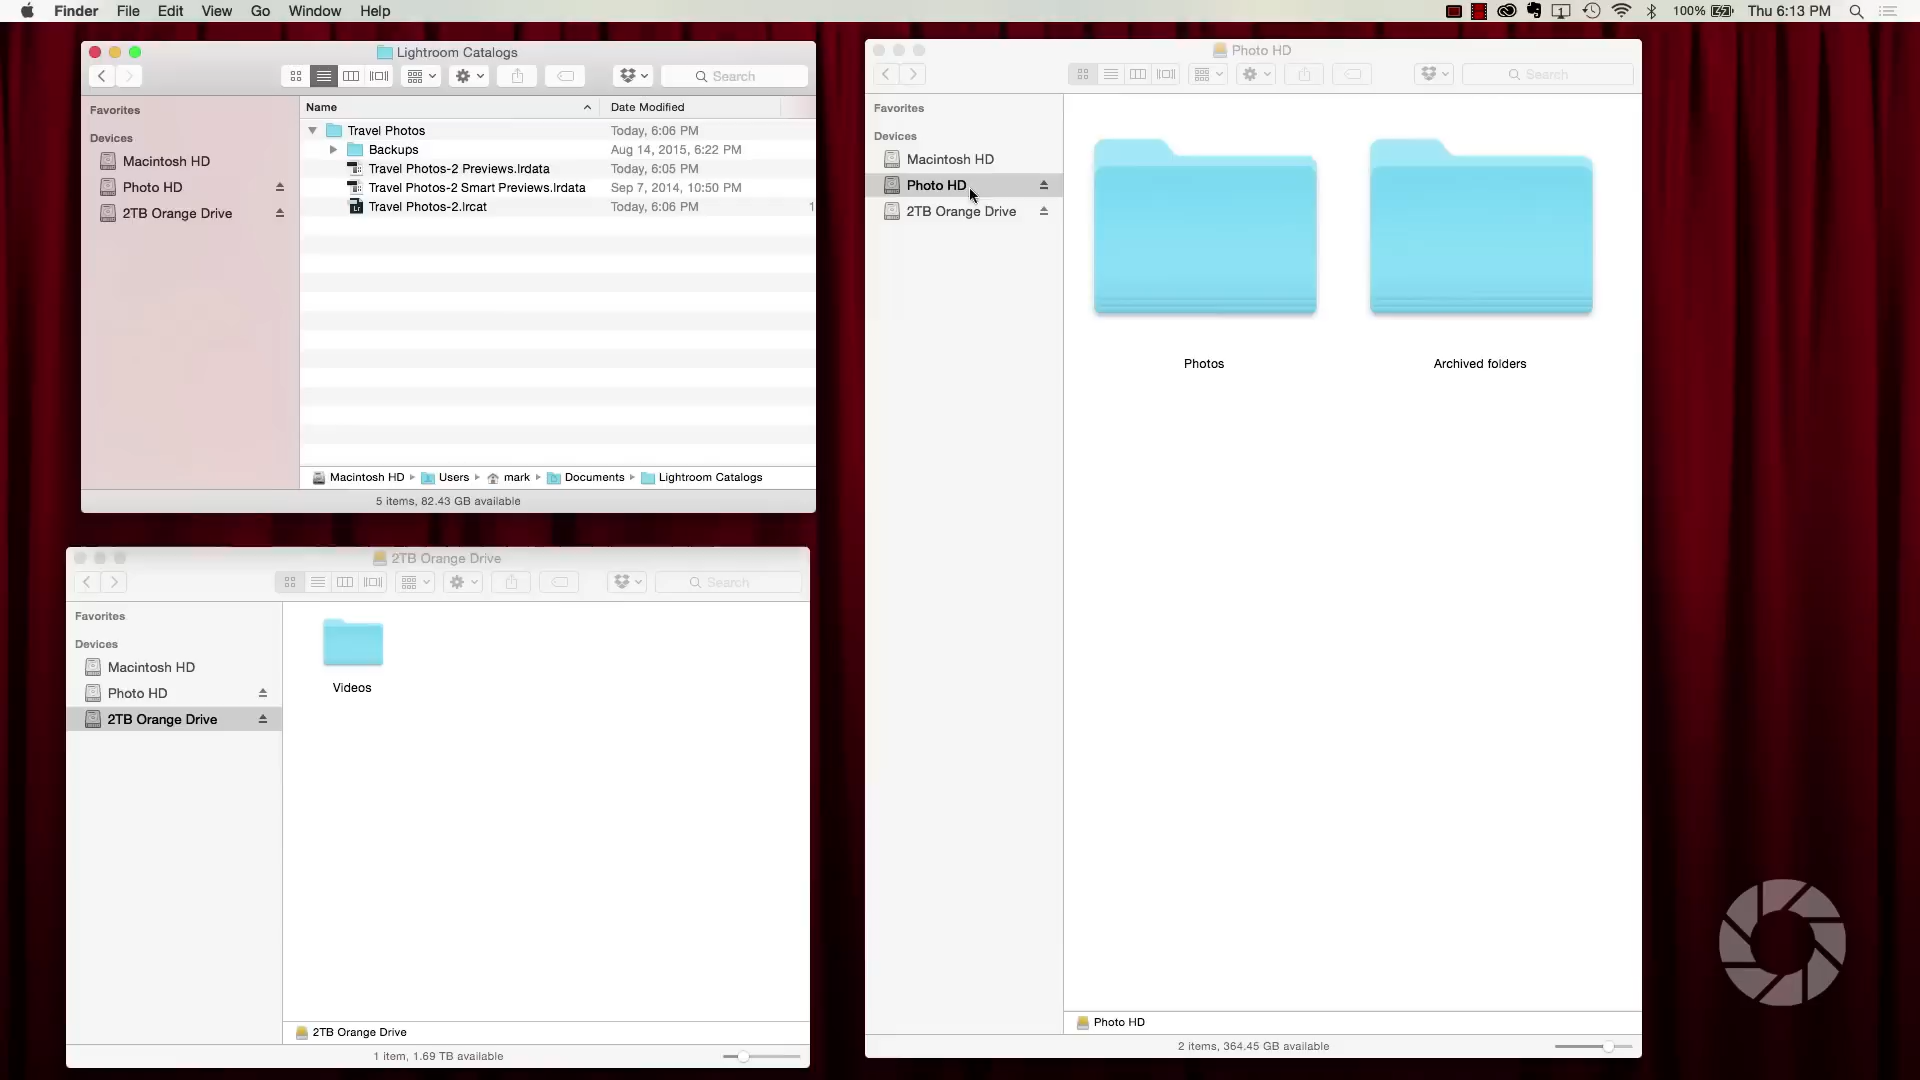 Finder File Edit View Go Window Help
1 100% Thu 6:13 PM
Lightroom Catalogs
Search
Favorites
Devices
Macintosh HD
Photo HD
2TB Orange Drive
Name Date Modified
Travel Photos Today, 6:06 PM
Backups Aug 14, 2015, 6:22 PM
Travel Photos-2 Previews.lrdata Today, 6:05 PM
Travel Photos-2 Smart Previews.lrdata Sep 7, 2014, 10:50 PM
Travel Photos-2.lrcat Today, 6:06 PM 1
Macintosh HD Users mark Documents Lightroom Catalogs
5 items, 82.43 GB available
Photo HD
Search
Favorites
Devices
Macintosh HD
Photo HD
2TB Orange Drive
Photos Archived folders
Photo HD
2 items, 364.45 GB available
2TB Orange Drive
Search
Favorites
Devices
Macintosh HD
Photo HD
2TB Orange Drive
Videos
2TB Orange Drive
1 item, 1.69 TB available